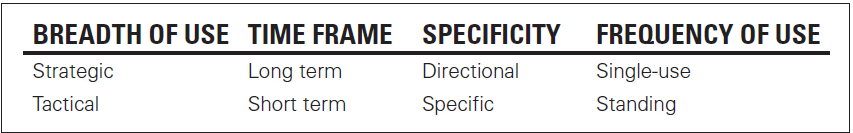 BREADTH OF USE TIME FRAME SPECIFICITY FREQUENCY OF USE
Strategic Long term Directional Single-use
Tactical Short term Specific Standing